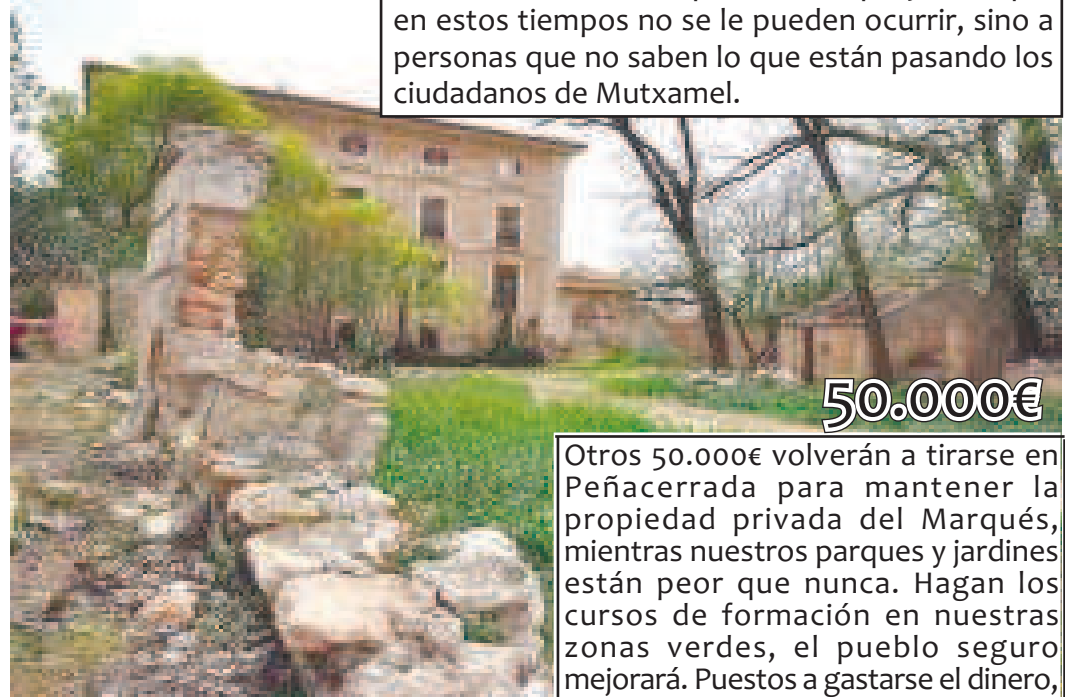 en estos tiempos no se le pueden ocurrir, sino a
personas que no saben lo que están pasando los
ciudadanos de Mutxamel.
50.000€
Otros 50.000€ volverán a tirarse en
Peñacerrada para mantener la
propiedad privada del Marqués,
mientras nuestros parques y jardines
están peor que nunca. Hagan los
cursos de formación en nuestras
zonas verdes, el pueblo seguro
mejorará. Puestos a gastarse el dinero,